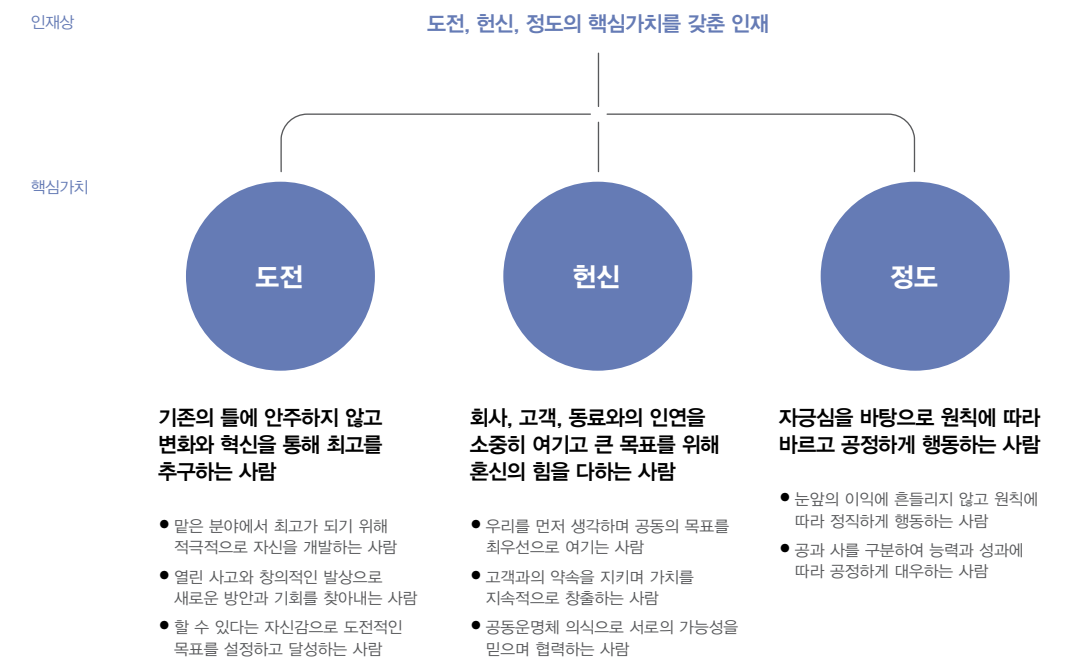 인재상
도전, 헌신, 정도의 핵심가치를 갖춘 인재
핵심가치
도전
헌신
정도
기존의 틀에 안주하지 않고
변화와 혁신을 통해 최고를
추구하는 사람
● 맡은 분야에서 최고가 되기 위해
적극적으로 자신을 개발하는 사람
● 열린 사고와 창의적인 발상으로
새로운 방안과 기회를 찾아내는 사람
● 할 수 있다는 자신감으로 도전적인
목표를 설정하고 달성하는 사람
회사, 고객, 동료와의 인연을
소중히 여기고 큰 목표를 위해
혼신의 힘을 다하는 사람
● 우리를 먼저 생각하며 공동의 목표를
최우선으로 여기는 사람
● 고객과의 약속을 지키며 가치를
지속적으로 창출하는 사람
● 공동운명체 의식으로 서로의 가능성을
믿으며 협력하는 사람
자긍심을 바탕으로 원칙에 따라
바르고 공정하게 행동하는 사람
● 눈앞의 이익에 흔들리지 않고 원칙에
따라 정직하게 행동하는 사람
● 공과 사를 구분하여 능력과 성과에
따라 공정하게 대우하는 사람